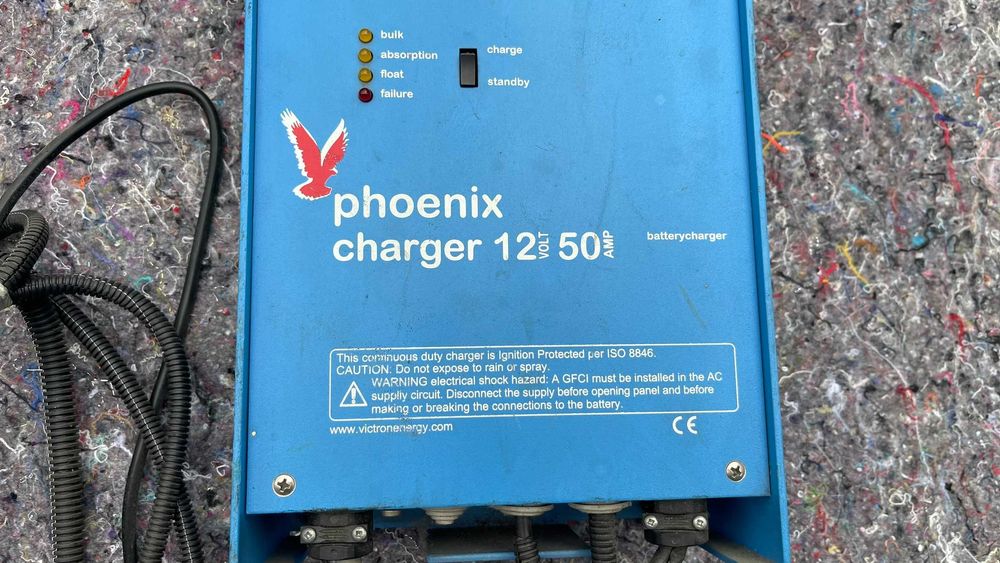 bulk
absorption
float
failure
charge
standby
phoenix
charger 12 VOLT 50 AMP
batterycharger
This continuous duty charger is Ignition Protected per ISO 8846.
CAUTION: Do not expose to rain or spray.
WARNING electrical shock hazard: A GFCI must be installed in the AC
supply circuit. Disconnect the supply before opening panel and before
making or breaking the connections to the battery.
www.victronenergy.com
CE